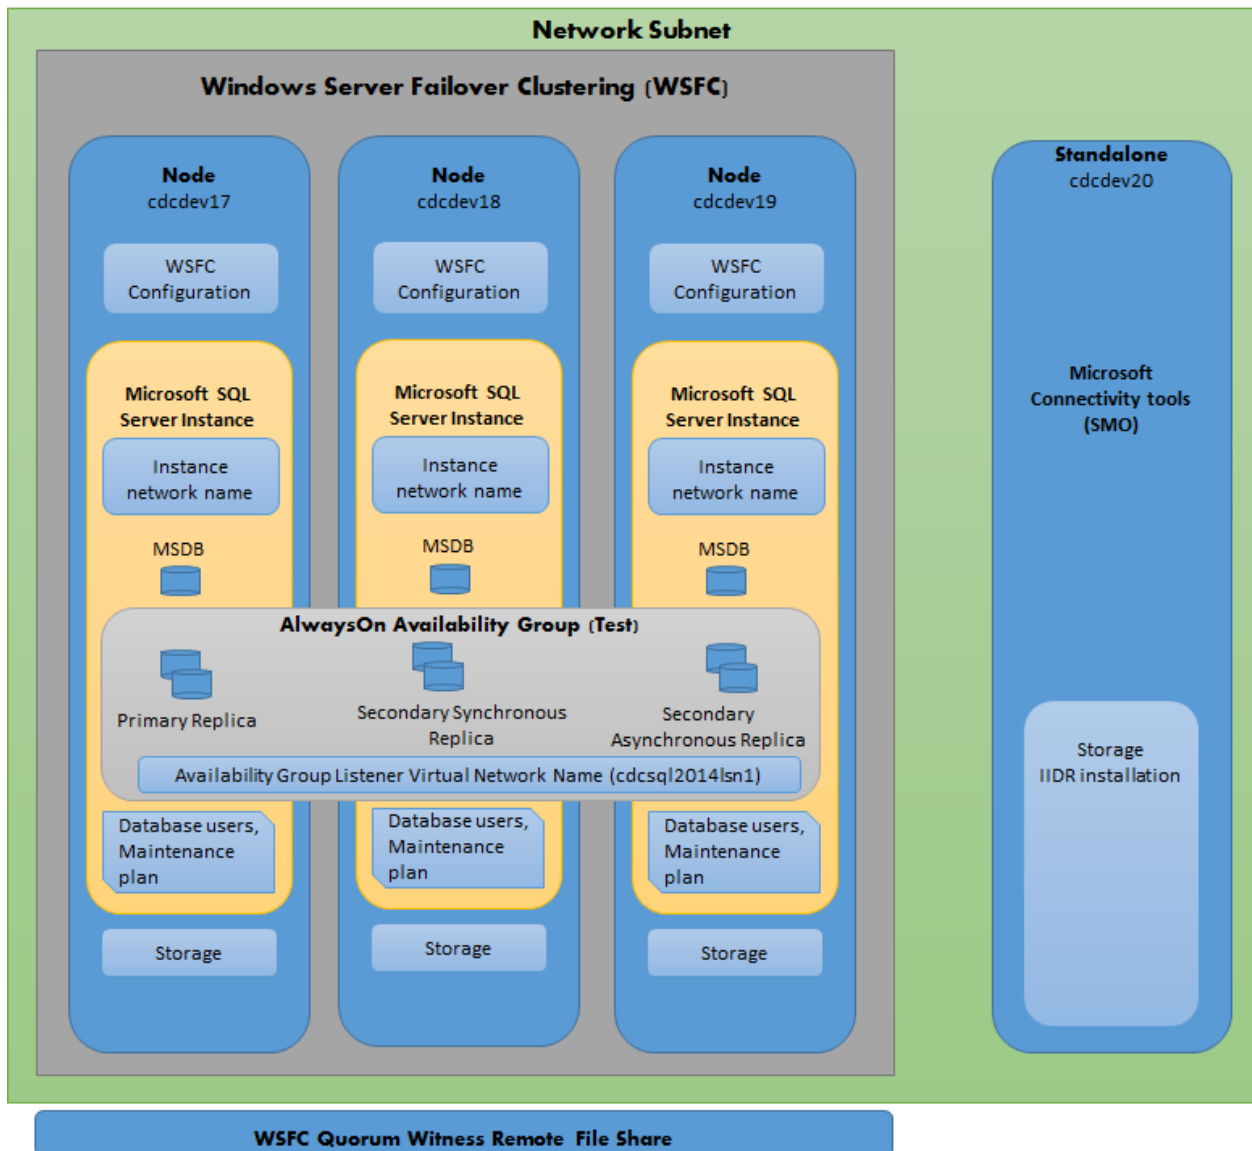 Network Subnet
Windows Server Failover Clustering (WSFC)
Node
cdcdev17
WSFC
Configuration
Microsoft SQL
Server Instance
Instance
network name
MSDB
Node
cdcdev18
WSFC
Configuration
Microsoft SQL
Server Instance
Instance
network name
MSDB
Node
cdcdev19
WSFC
Configuration
Microsoft SQL
Server Instance
Instance
network name
MSDB
AlwaysOn Availability Group (Test)
Primary Replica
Secondary Synchronous
Replica
Secondary
Asynchronous Replica
Availability Group Listener Virtual Network Name (cdcsql2014lsn1)
Database users,
Maintenance
plan
Storage
Database users,
Maintenance
plan
Storage
Database users,
Maintenance
plan
Storage
Standalone
cdcdev20
Microsoft
Connectivity tools
(SMO)
Storage
IIDR installation
WSFC Quorum Witness Remote File Share